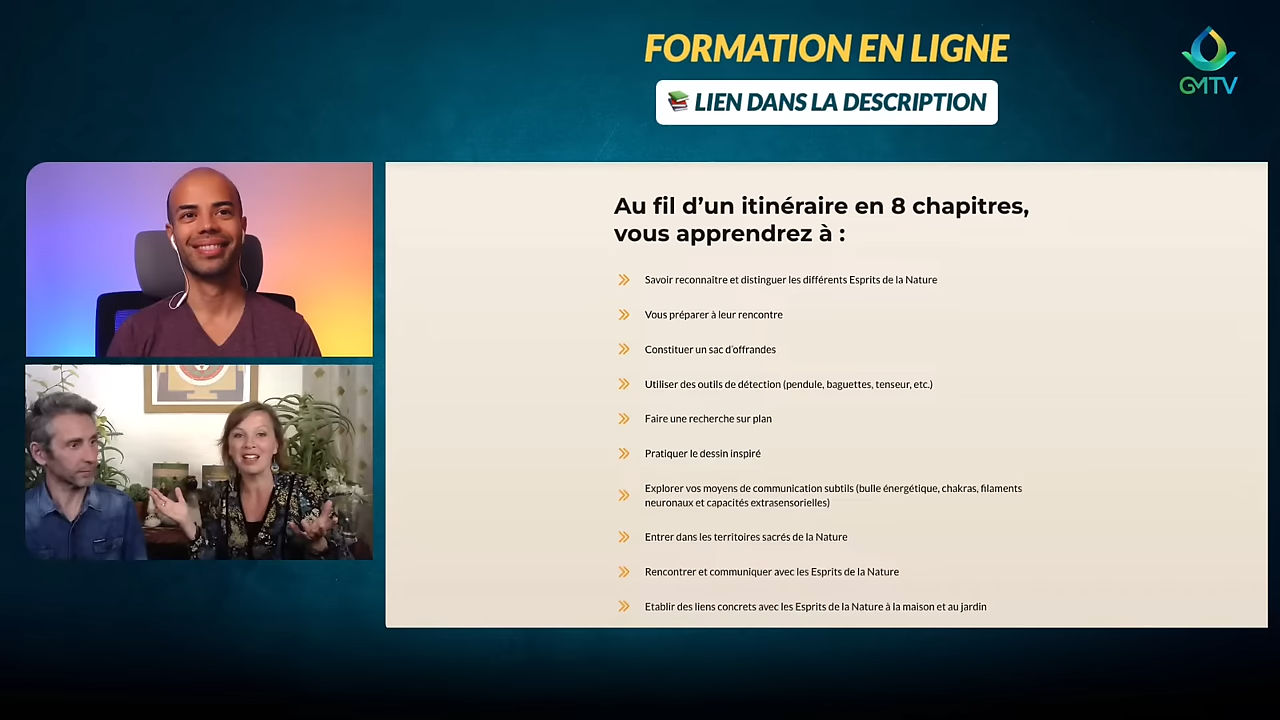 FORMATION EN LIGNE
LIEN DANS LA DESCRIPTION
GMTV
Au fil d’un itinéraire en 8 chapitres,
vous apprendrez à :
Savoir reconnaître et distinguer les différents Esprits de la Nature
Vous préparer à leur rencontre
Constituer un sac d’offrandes
Utiliser des outils de détection (pendule, baguettes, tenseur, etc.)
Faire une recherche sur plan
Pratiquer le dessin inspiré
Explorer vos moyens de communication subtils (bulle énergétique, chakras, filaments
neuronaux et capacités extrasensorielles)
Entrer dans les territoires sacrés de la Nature
Rencontrer et communiquer avec les Esprits de la Nature
Etablir des liens concrets avec les Esprits de la Nature à la maison et au jardin